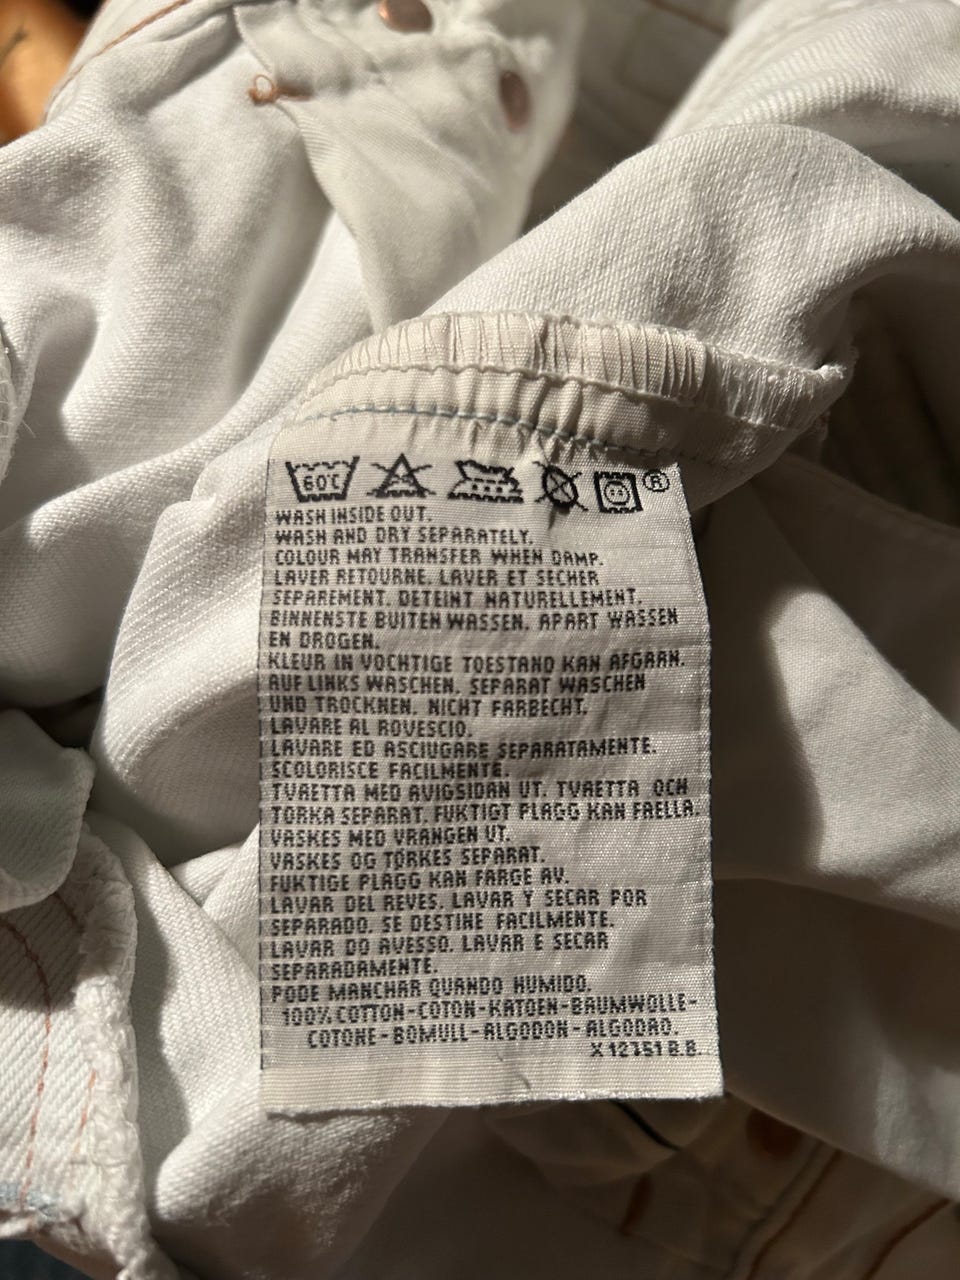 60°C ®
WASH INSIDE OUT.
WASH AND DRY SEPARATELY.
COLOUR MAY TRANSFER WHEN DAMP.
LAVER RETOURNE. LAVER ET SECHER
SEPAREMENT. DETEINT NATURELLEMENT.
BINNENSTE BUITEN WASSEN. APART WASSEN
EN DROGEN.
KLEUR IN VOCHTIGE TOESTAND KAN AFGAAN.
AUF LINKS WASCHEN. SEPARAT WASCHEN
UND TROCKNEN. NICHT FARBECHT.
LAVARE AL ROVESCIO.
LAVARE ED ASCIUGARE SEPARATAMENTE.
SCOLORISCE FACILMENTE.
TVAETTA MED AVIGSIDAN UT. TVAETTA OCH
TORKA SEPARAT. FUKTIGT PLAGG KAN FAELLA.
VASKES MED VRANGEN UT.
VASKES OG TØRKES SEPARAT.
FUKTIGE PLAGG KAN FARGE AV.
LAVAR DEL REVES. LAVAR Y SECAR POR
SEPARADO. SE DESTINE FACILMENTE.
LAVAR DO AVESSO. LAVAR E SECAR
SEPARADAMENTE.
PODE MANCHAR QUANDO HUMIDO.
100% COTTON-COTON-KATOEN-BAUMWOLLE-
COTONE-BOMULL-ALGODON-ALGODAO.
X 12751 B.B.